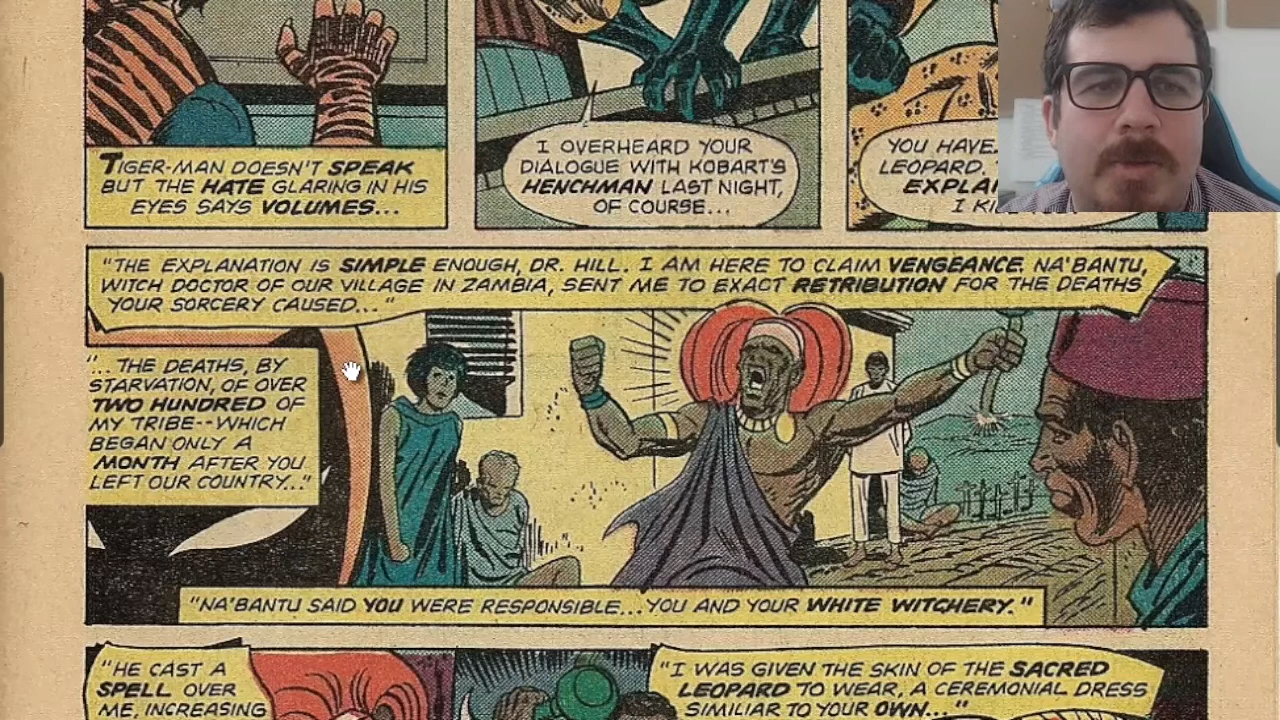 TIGER-MAN DOESN'T SPEAK
BUT THE HATE GLARING IN HIS
EYES SAYS VOLUMES...
I OVERHEARD YOUR
DIALOGUE WITH KOBART'S
HENCHMAN LAST NIGHT,
OF COURSE...
YOU HAVE
LEOPARD.
"THE EXPLANATION IS SIMPLE ENOUGH, DR. HILL. I AM HERE TO CLAIM VENGEANCE. NA'BANTU,
WITCH DOCTOR OF OUR VILLAGE IN ZAMBIA, SENT ME TO EXACT RETRIBUTION FOR THE DEATHS
YOUR SORCERY CAUSED..."
"... THE DEATHS, BY
STARVATION, OF OVER
TWO HUNDRED OF
MY TRIBE--WHICH
BEGAN ONLY A
MONTH AFTER YOU
LEFT OUR COUNTRY..."
"NA'BANTU SAID YOU WERE RESPONSIBLE...YOU AND YOUR WHITE WITCHERY."
"HE CAST A
SPELL OVER
ME, INCREASING
"I WAS GIVEN THE SKIN OF THE SACRED
LEOPARD TO WEAR, A CEREMONIAL DRESS
SIMILIAR TO YOUR OWN..."